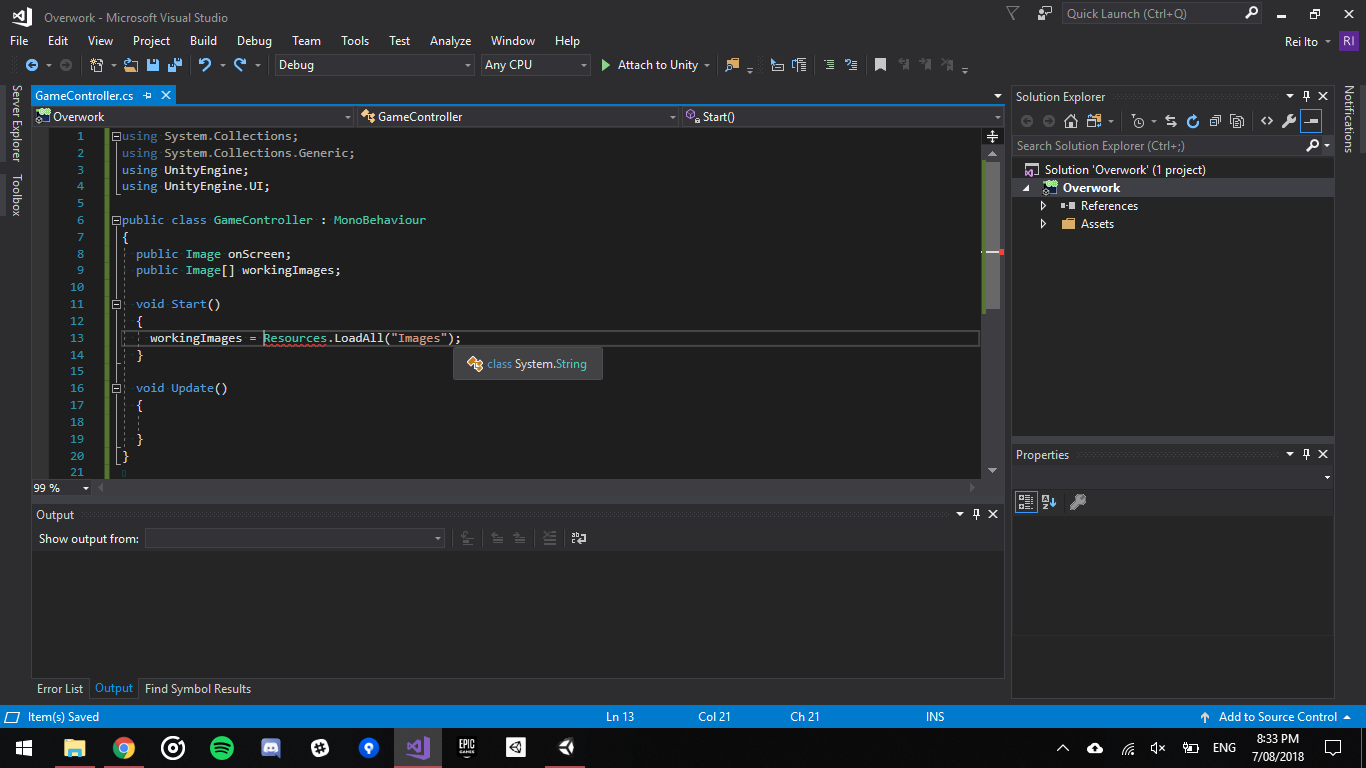 Overwork - Microsoft Visual Studio
Quick Launch (Ctrl+Q)
File Edit View Project Build Debug Team Tools Test Analyze Window Help
Rei Ito RI
Debug Any CPU Attach to Unity
Server Explorer
Toolbox
GameController.cs
Overwork GameController Start()
1 using System.Collections;
2 using System.Collections.Generic;
3 using UnityEngine;
4 using UnityEngine.UI;
5
6 public class GameController : MonoBehaviour
7 {
8 public Image onScreen;
9 public Image[] workingImages;
10
11 void Start()
12 {
13 workingImages = Resources.LoadAll("Images");
14 }
class System.String
15
16 void Update()
17 {
18
19 }
20 }
21
99 %
Output
Show output from:
Error List Output Find Symbol Results
Solution Explorer
Search Solution Explorer (Ctrl+;)
Solution 'Overwork' (1 project)
Overwork
References
Assets
Properties
Notifications
Item(s) Saved Ln 13 Col 21 Ch 21 INS Add to Source Control
EPIC GAMES
ENG
8:33 PM
7/08/2018